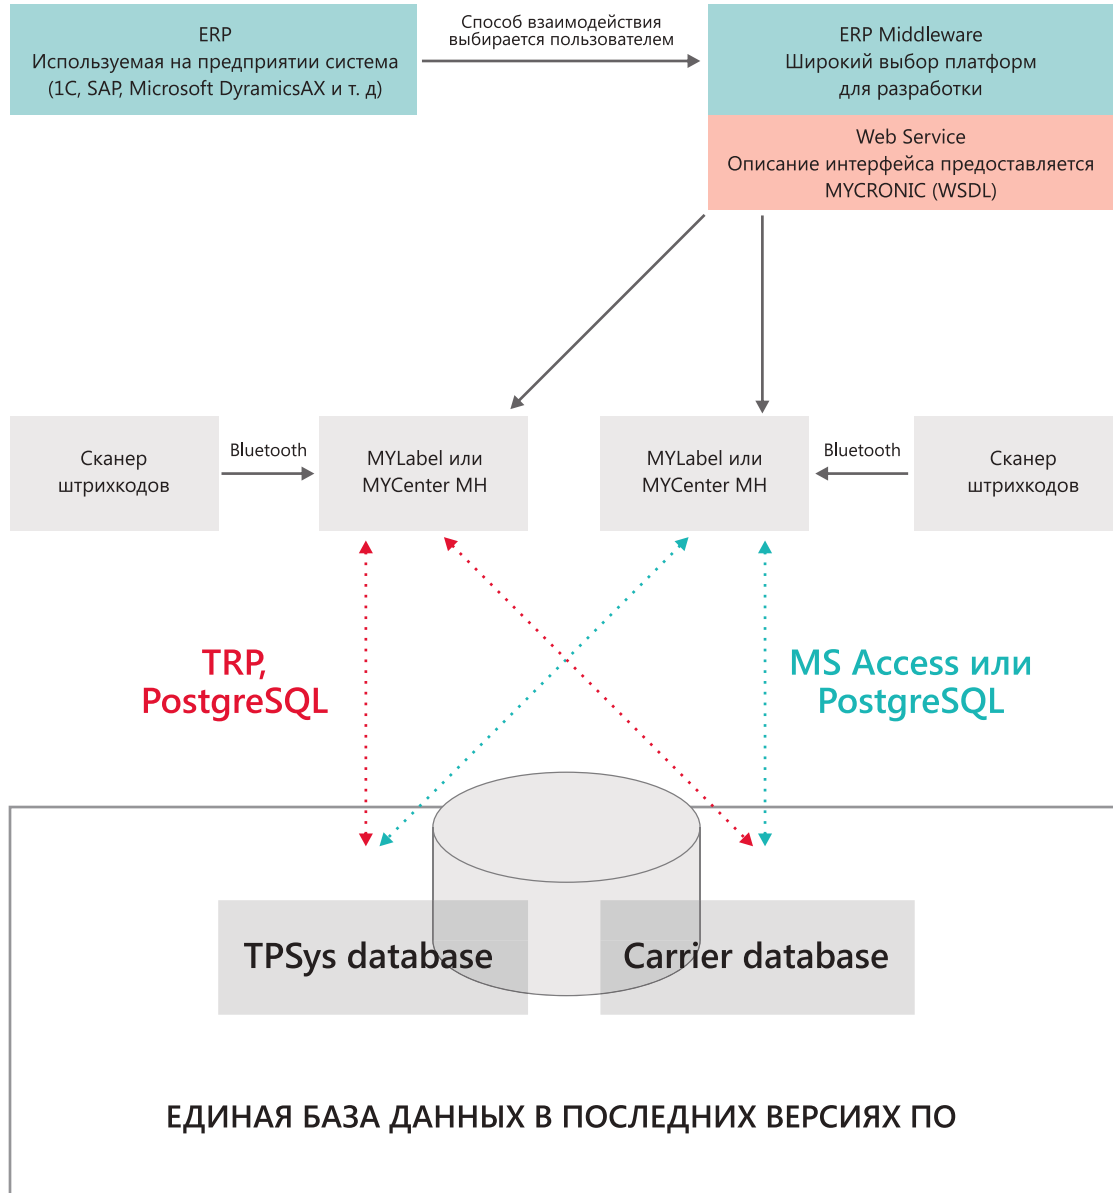 ERP
Используемая на предприятии система
(1С, SAP, Microsoft DyramicsAX и т. д)
Способ взаимодействия
выбирается пользователем
ERP Middleware
Широкий выбор платформ
для разработки
Web Service
Описание интерфейса предоставляется
MYCRONIC (WSDL)
Сканер
штрихкодов
Bluetooth
MYLabel или
MYCenter MH
MYLabel или
MYCenter MH
Bluetooth
Сканер
штрихкодов
TRP,
PostgreSQL
MS Access или
PostgreSQL
TPSys database
Carrier database
ЕДИНАЯ БАЗА ДАННЫХ В ПОСЛЕДНИХ ВЕРСИЯХ ПО